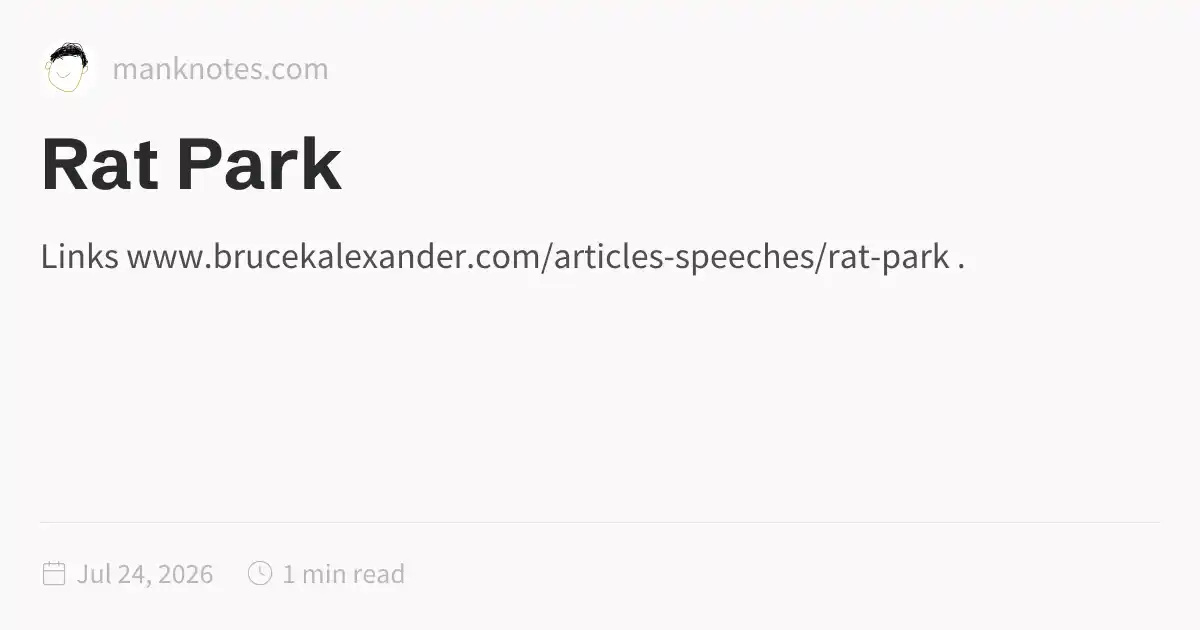 manknotes.com
Rat Park
Links www.brucekalexander.com/articles-speeches/rat-park .
Jul 24, 2026 1 min read